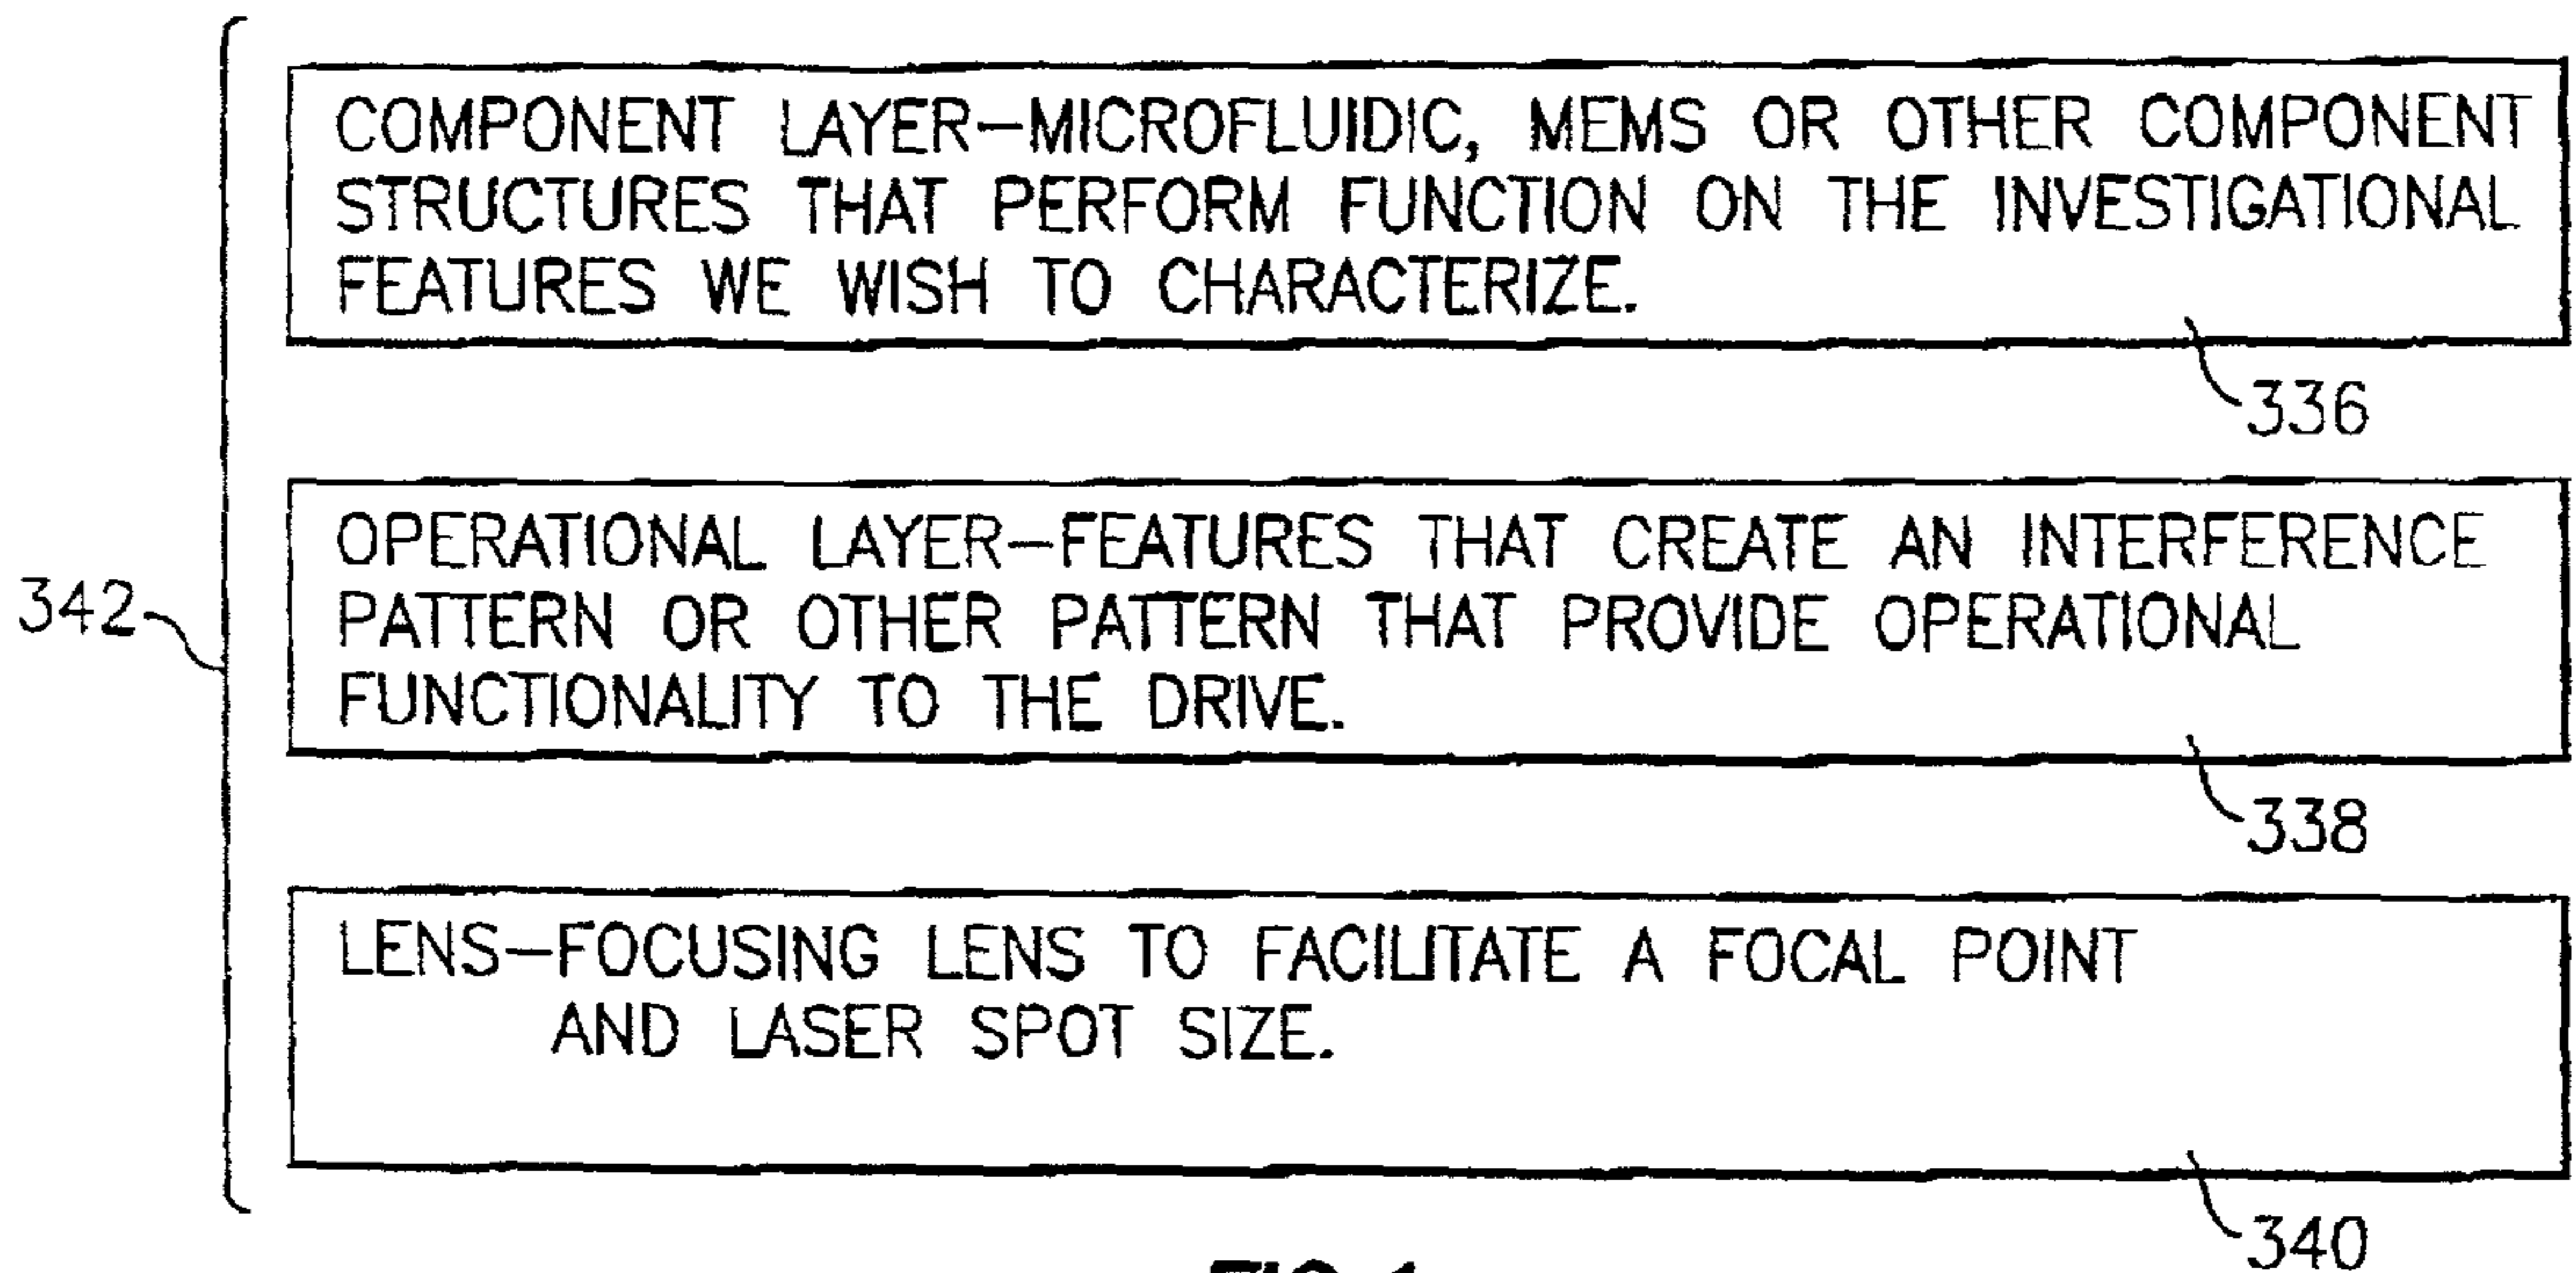 COMPONENT LAYER—MICROFLUIDIC, MEMS OR OTHER COMPONENT
STRUCTURES THAT PERFORM FUNCTION ON THE INVESTIGATIONAL
FEATURES WE WISH TO CHARACTERIZE.
336
OPERATIONAL LAYER—FEATURES THAT CREATE AN INTERFERENCE
PATTERN OR OTHER PATTERN THAT PROVIDE OPERATIONAL
FUNCTIONALITY TO THE DRIVE.
342
338
LENS—FOCUSING LENS TO FACILITATE A FOCAL POINT
AND LASER SPOT SIZE.
340